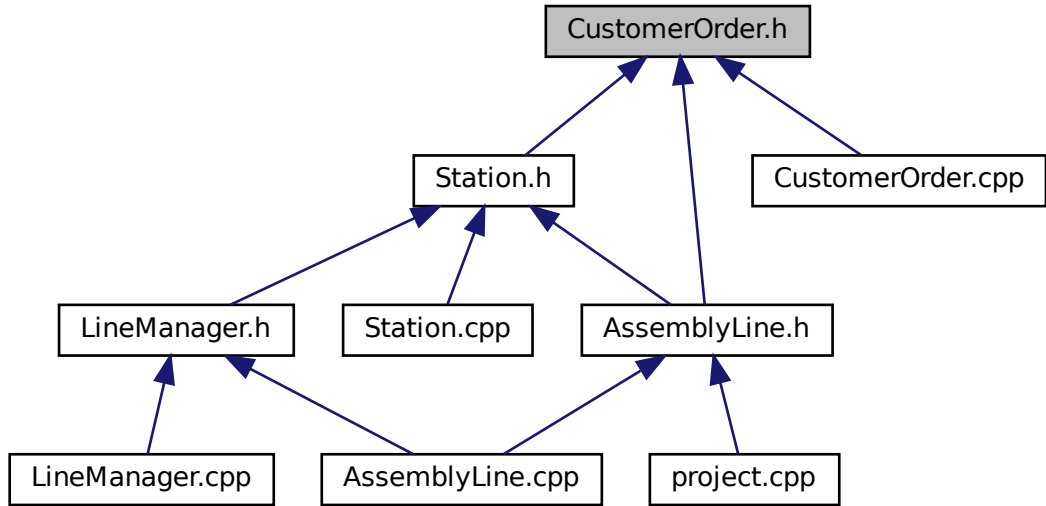 CustomerOrder.h
Station.h
CustomerOrder.cpp
LineManager.h
Station.cpp
AssemblyLine.h
LineManager.cpp
AssemblyLine.cpp
project.cpp